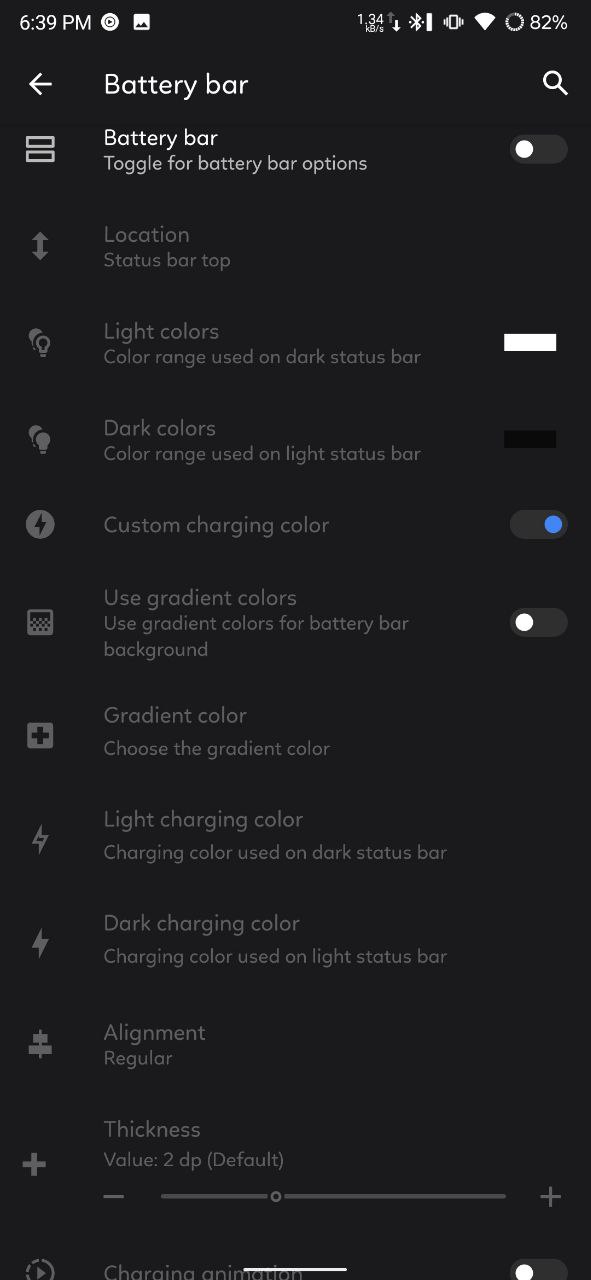 6:39 PM 1.34 kB/s 82%
Battery bar
Battery bar
Toggle for battery bar options
Location
Status bar top
Light colors
Color range used on dark status bar
Dark colors
Color range used on light status bar
Custom charging color
Use gradient colors
Use gradient colors for battery bar
background
Gradient color
Choose the gradient color
Light charging color
Charging color used on dark status bar
Dark charging color
Charging color used on light status bar
Alignment
Regular
Thickness
Value: 2 dp (Default)
Charging animation